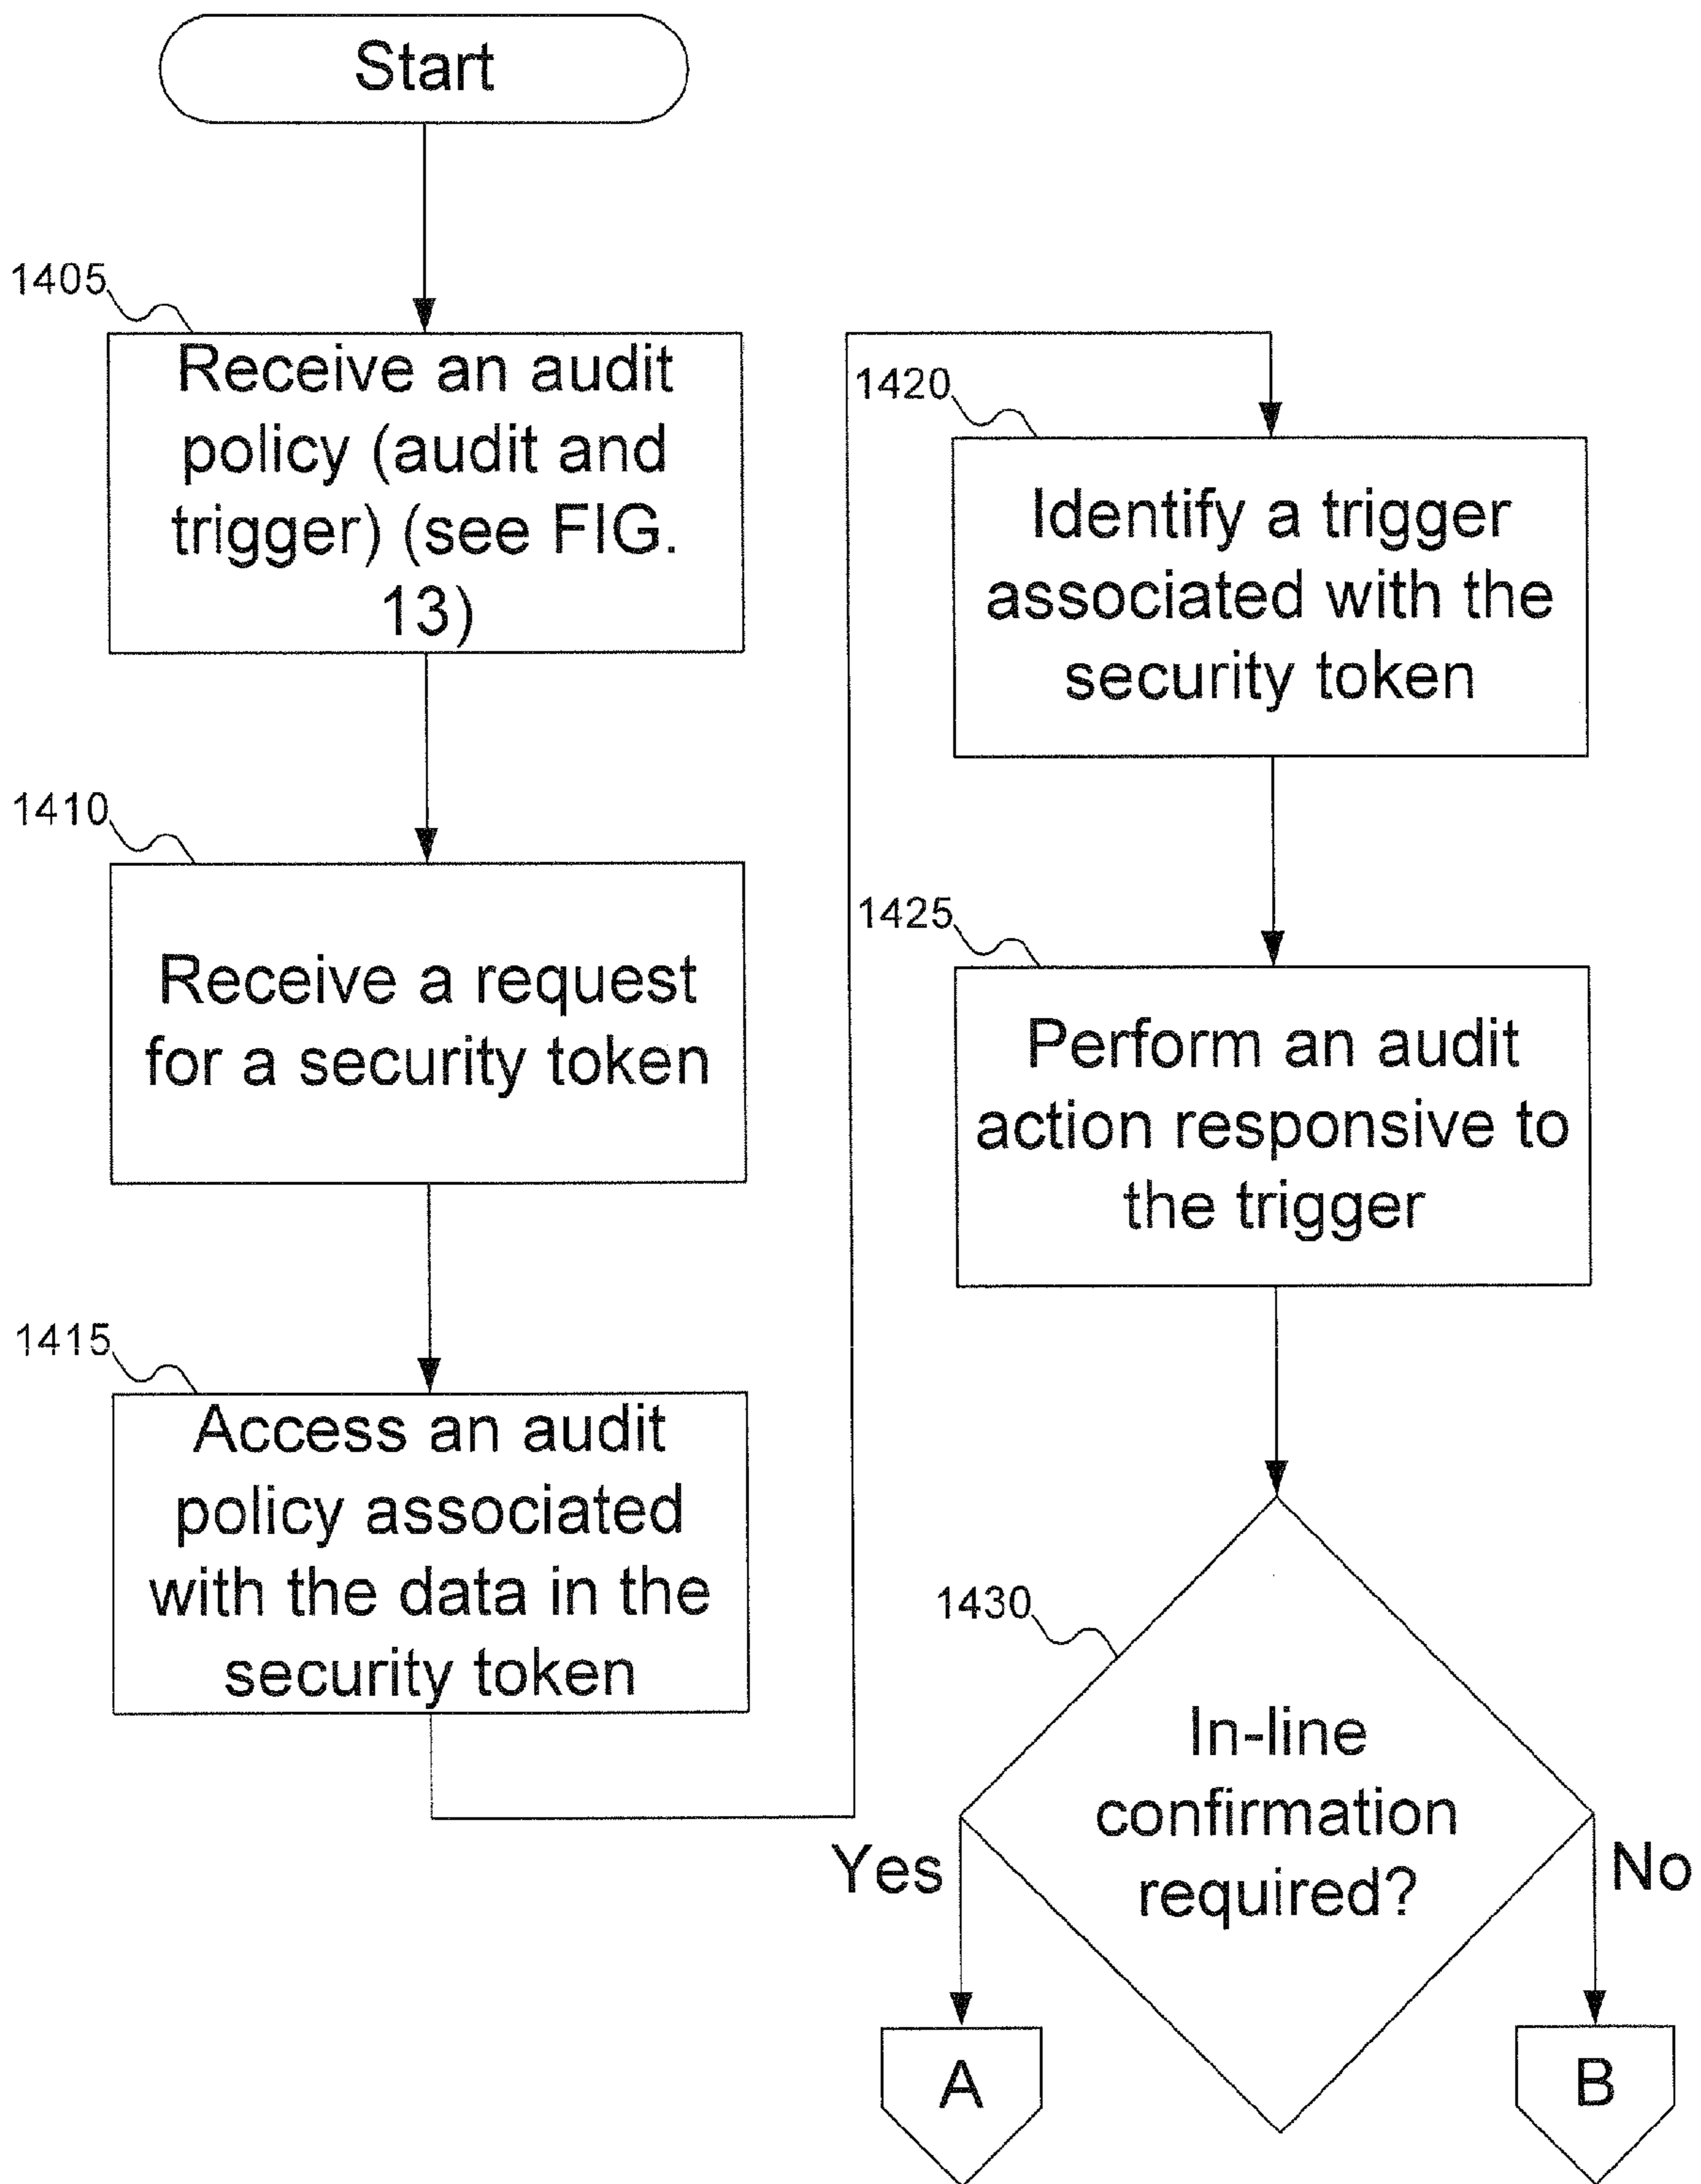 Start
1405
Receive an audit
policy (audit and
trigger) (see FIG.
13)
1410
Receive a request
for a security token
1415
Access an audit
policy associated
with the data in the
security token
1420
Identify a trigger
associated with the
security token
1425
Perform an audit
action responsive to
the trigger
1430
In-line
confirmation
required?
Yes
No
A
B